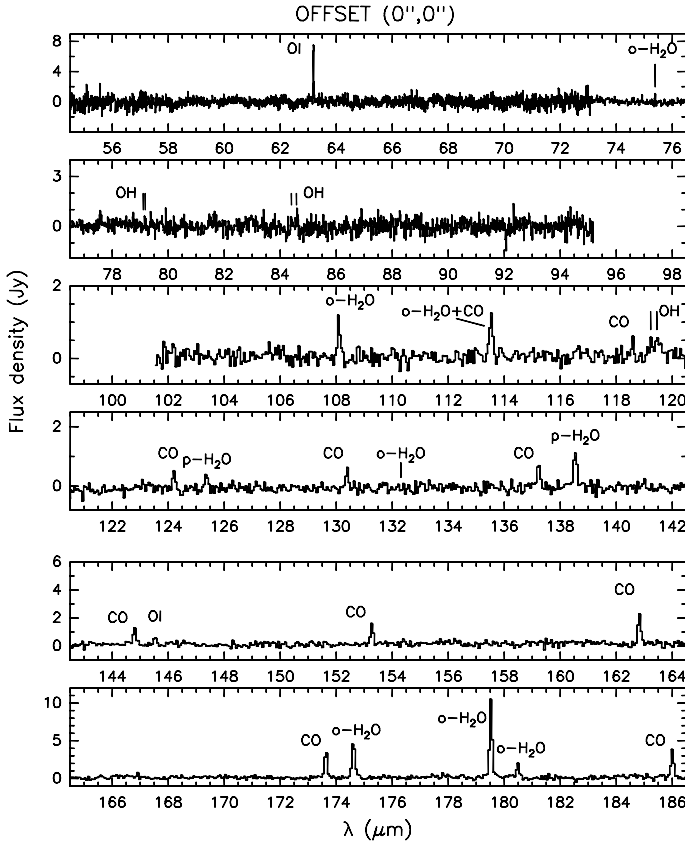 OFFSET (0",0")
8
4
0
OI
o-H2O
56 58 60 62 64 66 68 70 72 74 76
3
0
OH
OH
78 80 82 84 86 88 90 92 94 96 98
2
1
0
o-H2O
o-H2O+CO
CO
OH
100 102 104 106 108 110 112 114 116 118 120
2
0
CO
p-H2O
CO
o-H2O
CO
p-H2O
122 124 126 128 130 132 134 136 138 140 142
6
4
2
0
CO
OI
CO
CO
144 146 148 150 152 154 156 158 160 162 164
10
5
0
CO
o-H2O
o-H2O
o-H2O
CO
166 168 170 172 174 176 178 180 182 184 186
Flux density (Jy)
λ (μm)